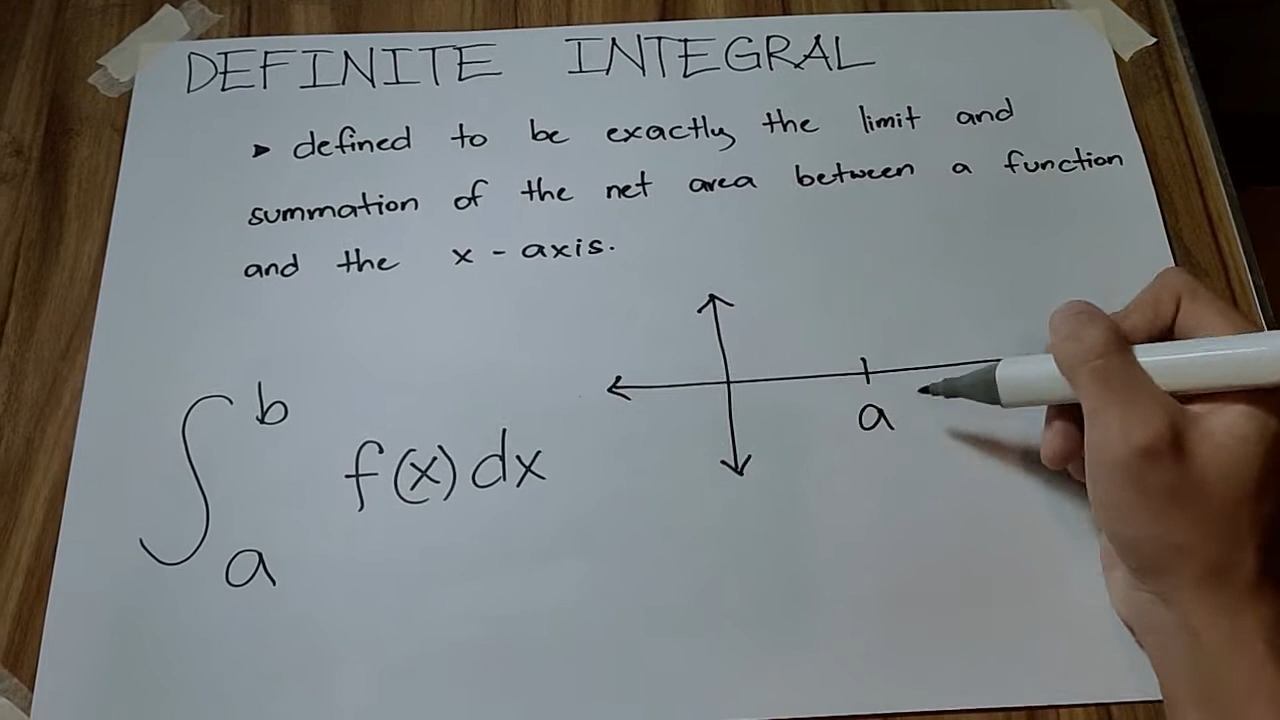 DEFINITE INTEGRAL
▸ defined to be exactly the limit and
summation of the net area between a function
and the x - axis.
∫_a^b f(x) dx
a